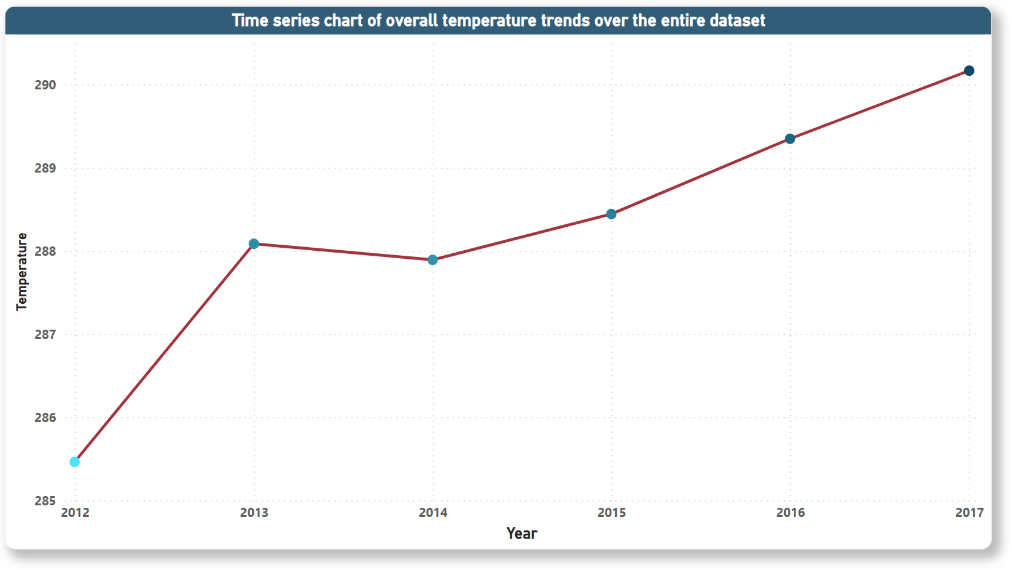 Time series chart of overall temperature trends over the entire dataset
290
289
288
287
286
285
Temperature
2012 2013 2014 2015 2016 2017
Year